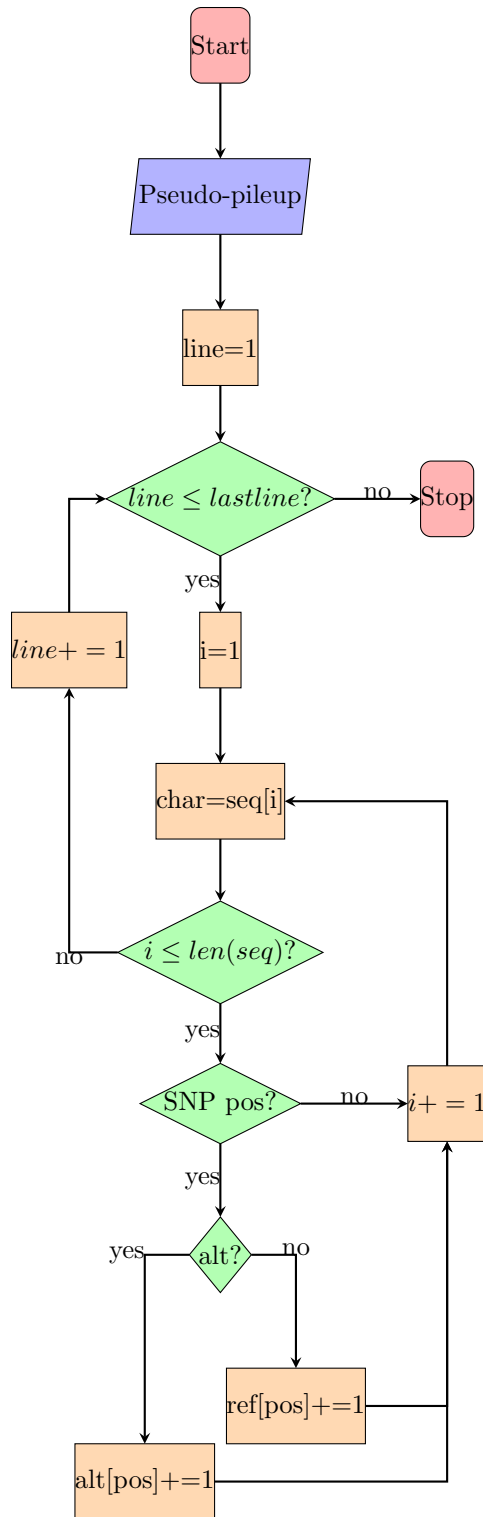 Start
Pseudo-pileup
line=1
line ≤ lastline?
no
Stop
yes
line+ = 1
i=1
char=seq[i]
i ≤ len(seq)?
no
yes
SNP pos?
no
i+ = 1
yes
alt?
yes
no
ref[pos]+=1
alt[pos]+=1